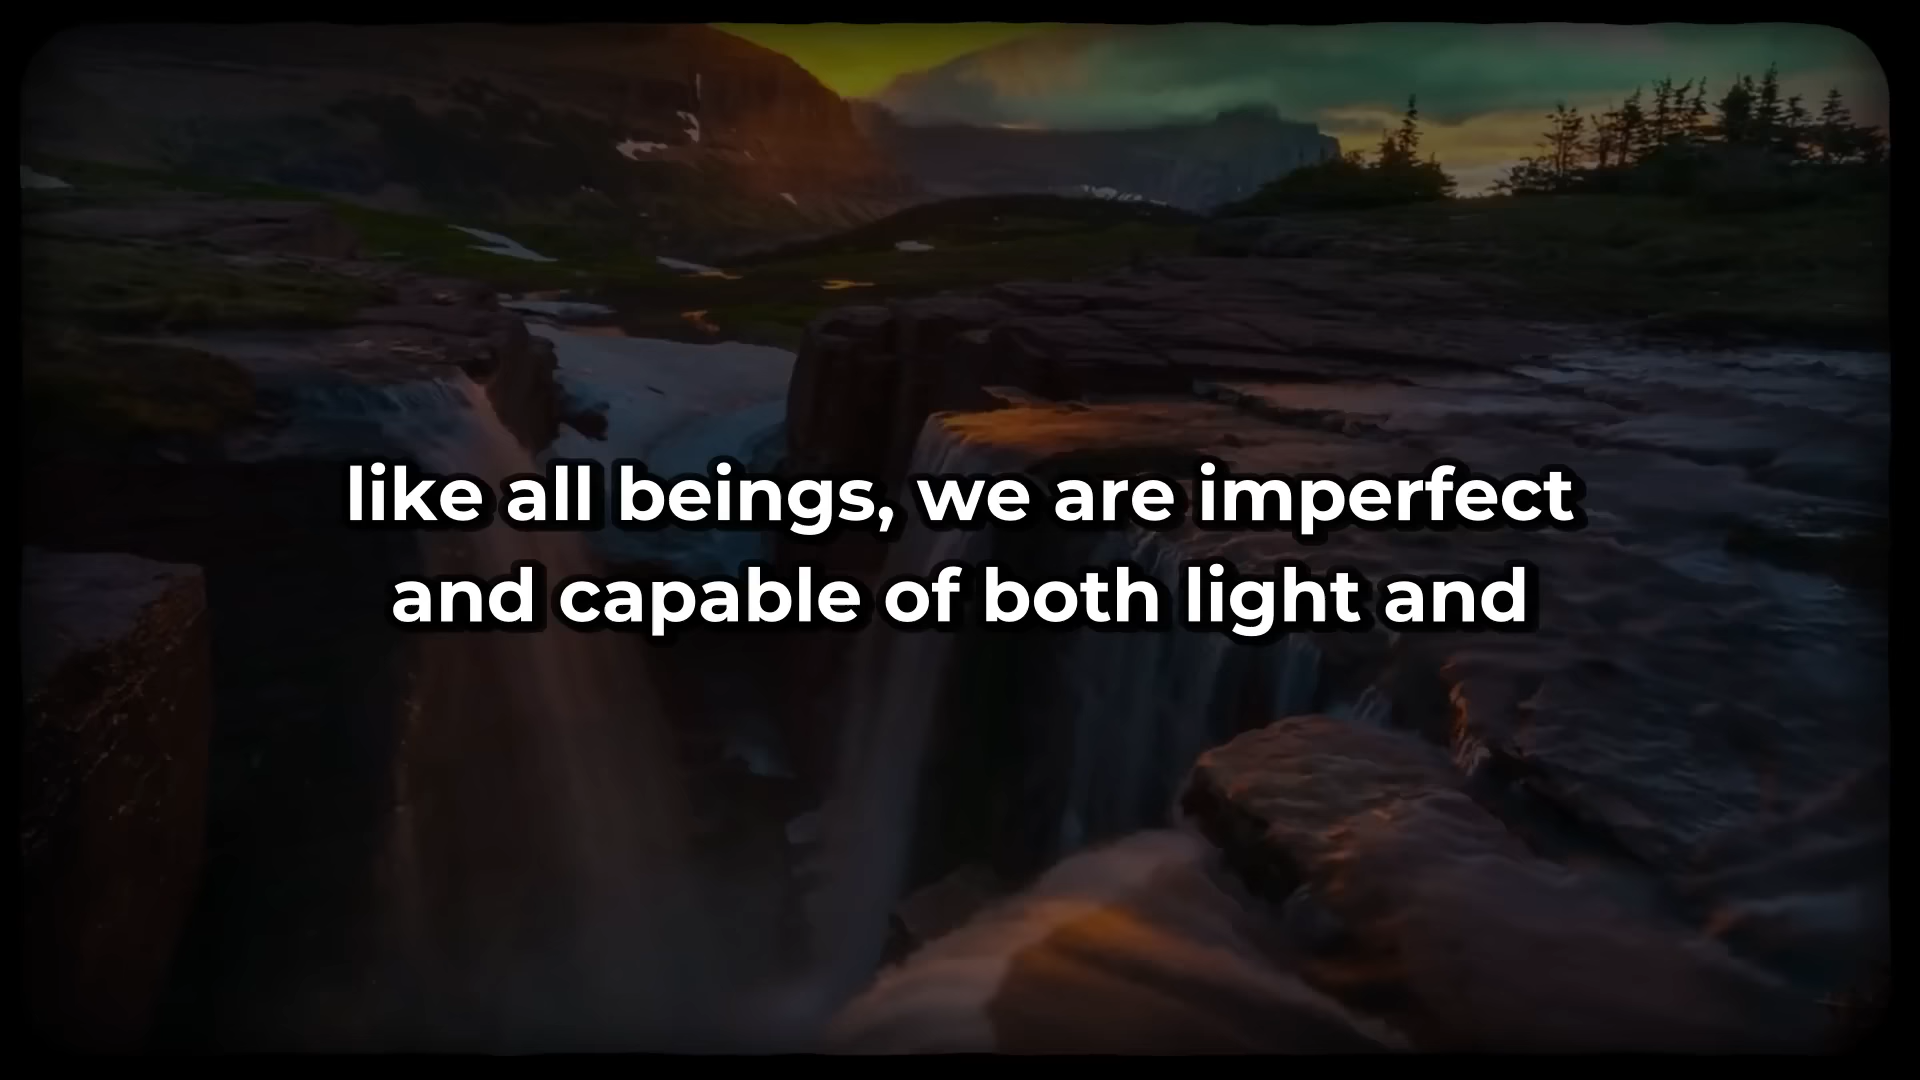 like all beings, we are imperfect
and capable of both light and